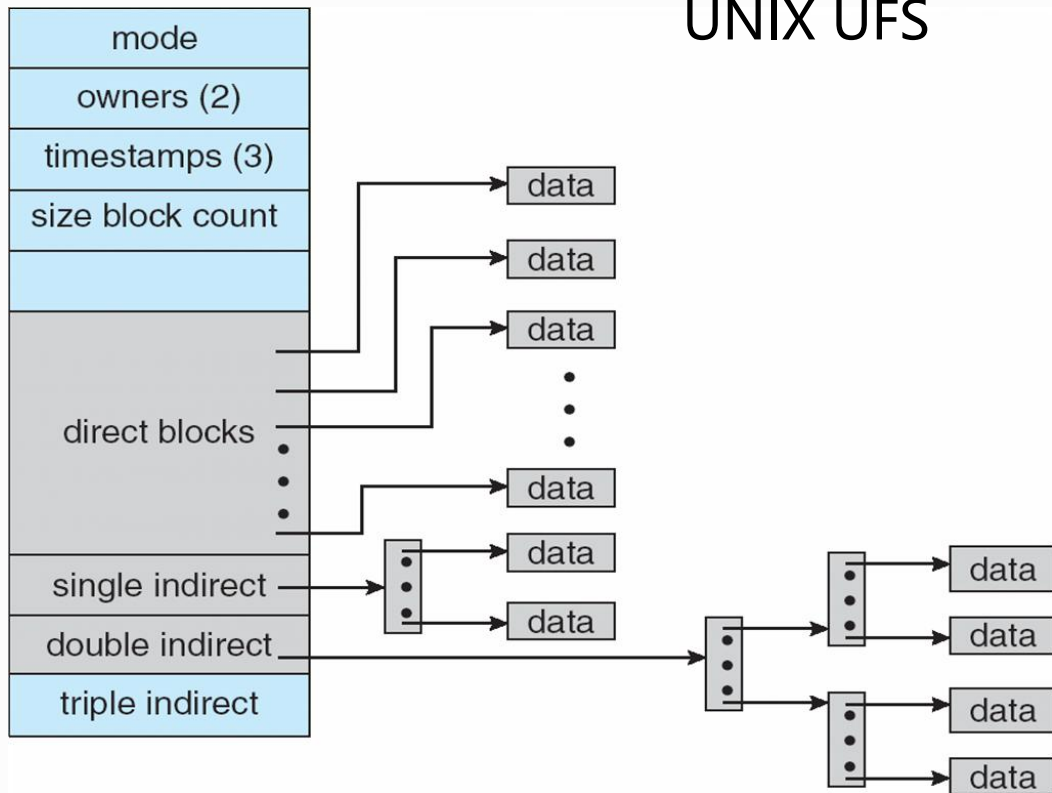 UNIX UFS
mode
owners (2)
timestamps (3)
size block count
direct blocks
single indirect
double indirect
triple indirect
data
data
data
data
data
data
data
data
data
data